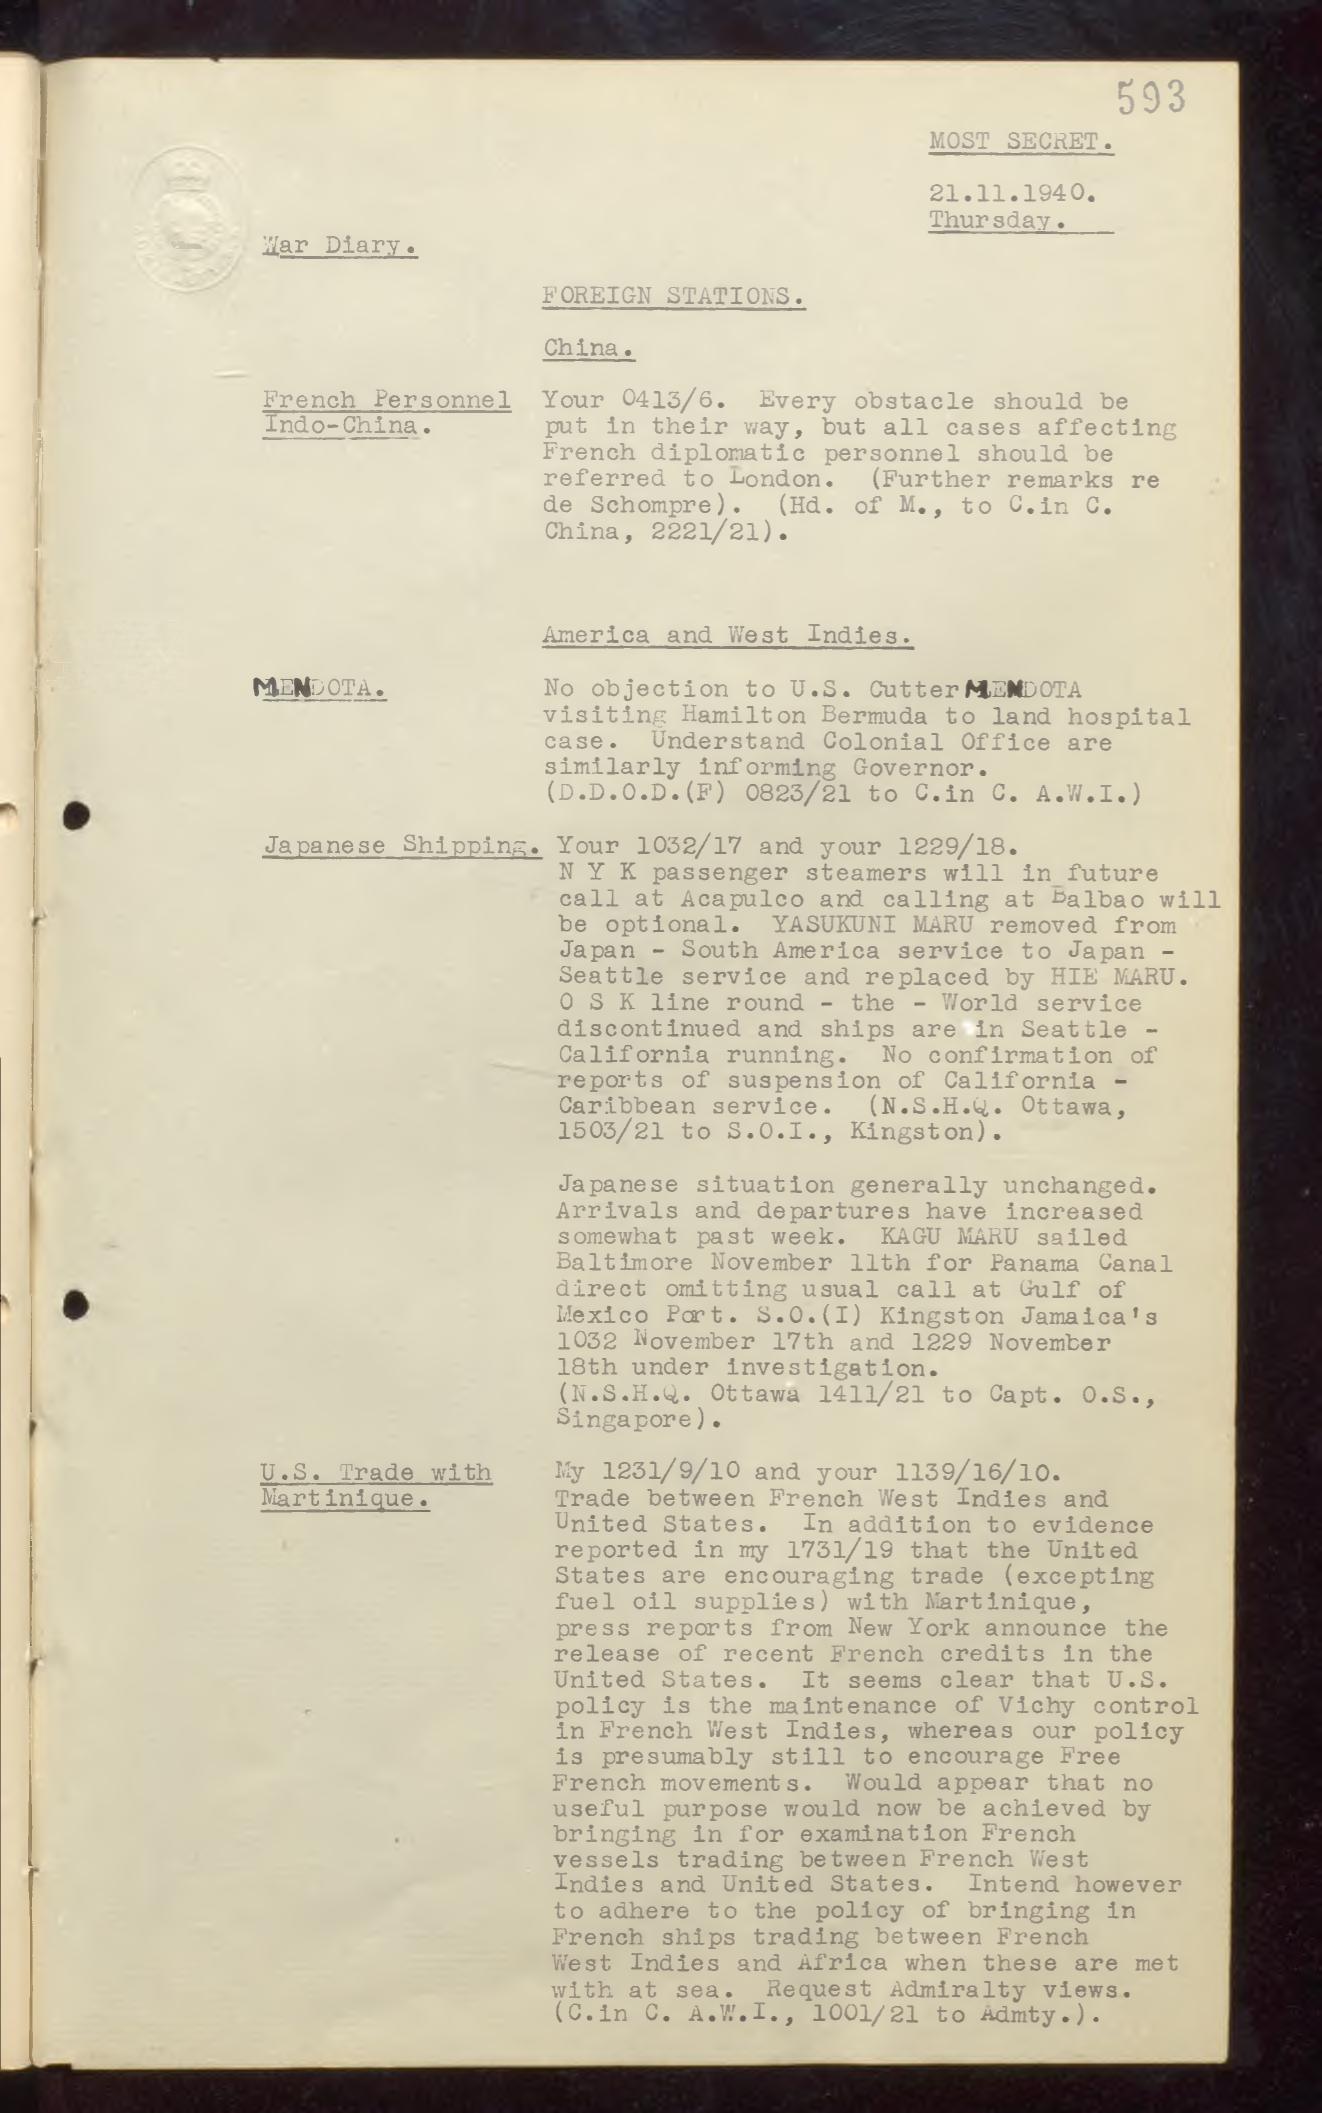 593
MOST SECRET.
21.11.1940.
Thursday.
War Diary.
FOREIGN STATIONS.
China.
French Personnel
Indo-China.
Your 0413/6. Every obstacle should be
put in their way, but all cases affecting
French diplomatic personnel should be
referred to London. (Further remarks re
de Schompre). (Hd. of M., to C.in C.
China, 2221/21).
America and West Indies.
MENDOTA.
No objection to U.S. Cutter MENDOTA
visiting Hamilton Bermuda to land hospital
case. Understand Colonial Office are
similarly informing Governor.
(D.D.O.D.(F) 0823/21 to C.in C. A.W.I.)
Japanese Shipping.
Your 1032/17 and your 1229/18.
N Y K passenger steamers will in future
call at Acapulco and calling at Balbao will
be optional. YASUKUNI MARU removed from
Japan - South America service to Japan -
Seattle service and replaced by HIE MARU.
O S K line round - the - World service
discontinued and ships are in Seattle -
California running. No confirmation of
reports of suspension of California -
Caribbean service. (N.S.H.Q. Ottawa,
1503/21 to S.O.I., Kingston).
Japanese situation generally unchanged.
Arrivals and departures have increased
somewhat past week. KAGU MARU sailed
Baltimore November 11th for Panama Canal
direct omitting usual call at Gulf of
Mexico Port. S.O.(I) Kingston Jamaica's
1032 November 17th and 1229 November
18th under investigation.
(N.S.H.Q. Ottawa 1411/21 to Capt. O.S.,
Singapore).
U.S. Trade with
Martinique.
My 1231/9/10 and your 1139/16/10.
Trade between French West Indies and
United States. In addition to evidence
reported in my 1731/19 that the United
States are encouraging trade (excepting
fuel oil supplies) with Martinique,
press reports from New York announce the
release of recent French credits in the
United States. It seems clear that U.S.
policy is the maintenance of Vichy control
in French West Indies, whereas our policy
is presumably still to encourage Free
French movements. Would appear that no
useful purpose would now be achieved by
bringing in for examination French
vessels trading between French West
Indies and United States. Intend however
to adhere to the policy of bringing in
French ships trading between French
West Indies and Africa when these are met
with at sea. Request Admiralty views.
(C.in C. A.W.I., 1001/21 to Admty.).